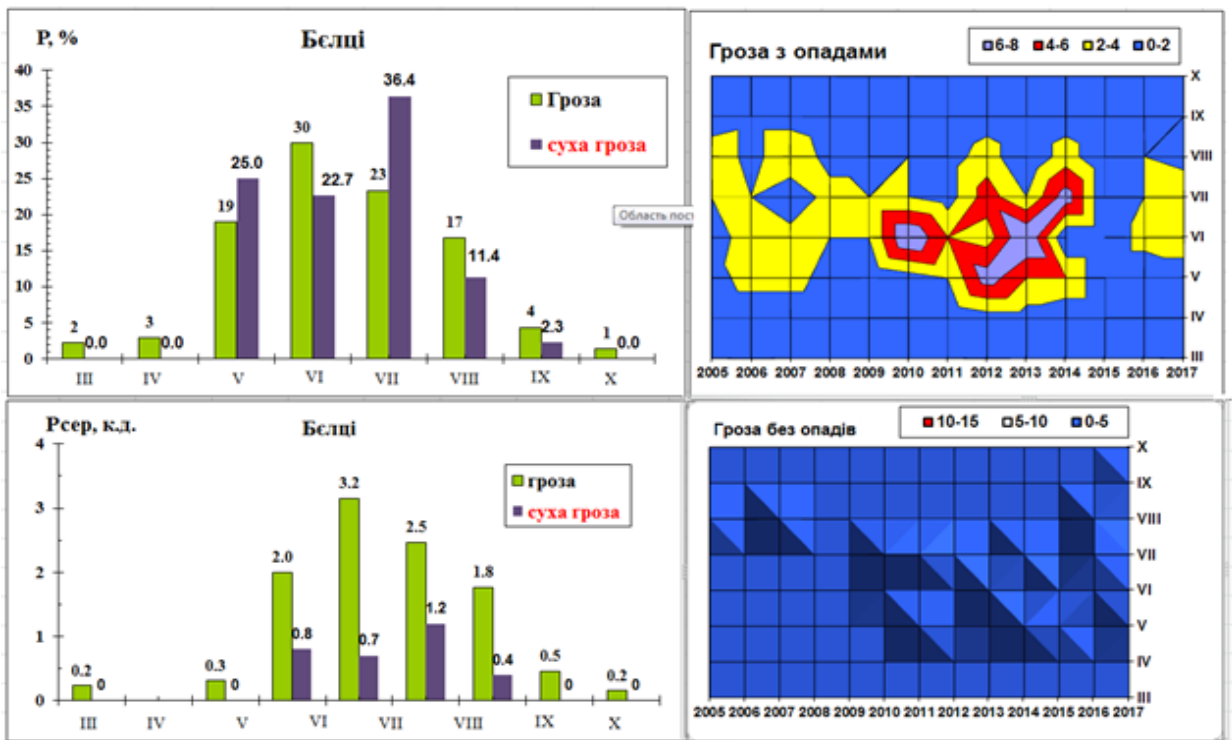 P, %
Бєлці
40
35
30
25
20
15
10
5
0
19
30
23
17
2
3
4
1
25.0
22.7
36.4
11.4
0.0
0.0
2.3
0.0
III IV V VI VII VIII IX X
Гроза
суха гроза
Область пост
Гроза з опадами
6-8 4-6 2-4 0-2
X
IX
VIII
VII
VI
V
IV
III
2005 2006 2007 2008 2009 2010 2011 2012 2013 2014 2015 2016 2017
Рсер, к.д.
Бєлці
4
3
2
1
0
0.2 0
0.3 0
2.0
0.8
3.2
0.7
2.5
1.2
1.8
0.4
0.5 0
0.2 0
III IV V VI VII VIII IX X
гроза
суха гроза
Гроза без опадів
10-15 5-10 0-5
X
IX
VIII
VII
VI
V
IV
III
2005 2006 2007 2008 2009 2010 2011 2012 2013 2014 2015 2016 2017